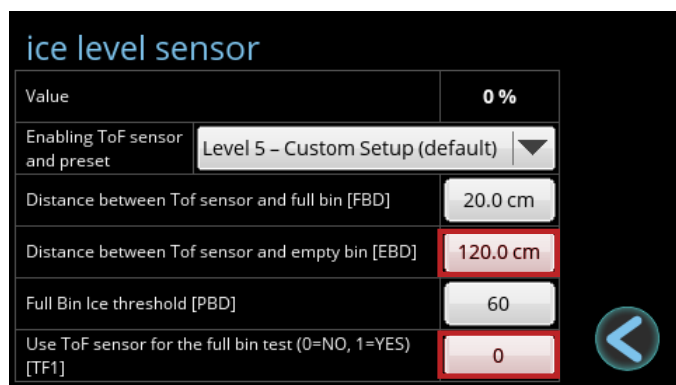 ice level sensor
Value
0 %
Enabling ToF sensor
and preset
Level 5 – Custom Setup (default)
Distance between Tof sensor and full bin [FBD]
20.0 cm
Distance between Tof sensor and empty bin [EBD]
120.0 cm
Full Bin Ice threshold [PBD]
60
Use ToF sensor for the full bin test (0=NO, 1=YES)
[TF1]
0